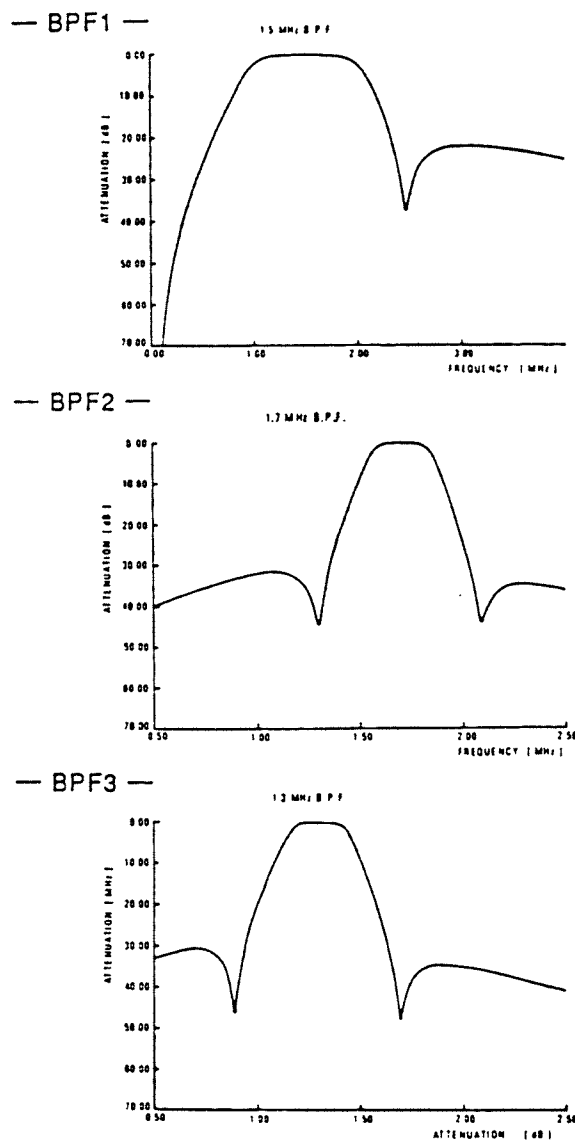 — BPF1 —
1.5 MHz B.P.F
0.00
10.00
20.00
30.00
40.00
50.00
60.00
70.00
ATTENUATION [dB]
0.00 1.00 2.00 3.00
FREQUENCY [MHz]
— BPF2 —
1.7 MHz B.P.F.
0.00
10.00
20.00
30.00
40.00
50.00
60.00
70.00
ATTENUATION [dB]
0.50 1.00 1.50 2.00 2.50
FREQUENCY [MHz]
— BPF3 —
1.3 MHz B.P.F
0.00
10.00
20.00
30.00
40.00
50.00
60.00
70.00
ATTENUATION [MHz]
0.50 1.00 1.50 2.00 2.50
ATTENUATION [dB]